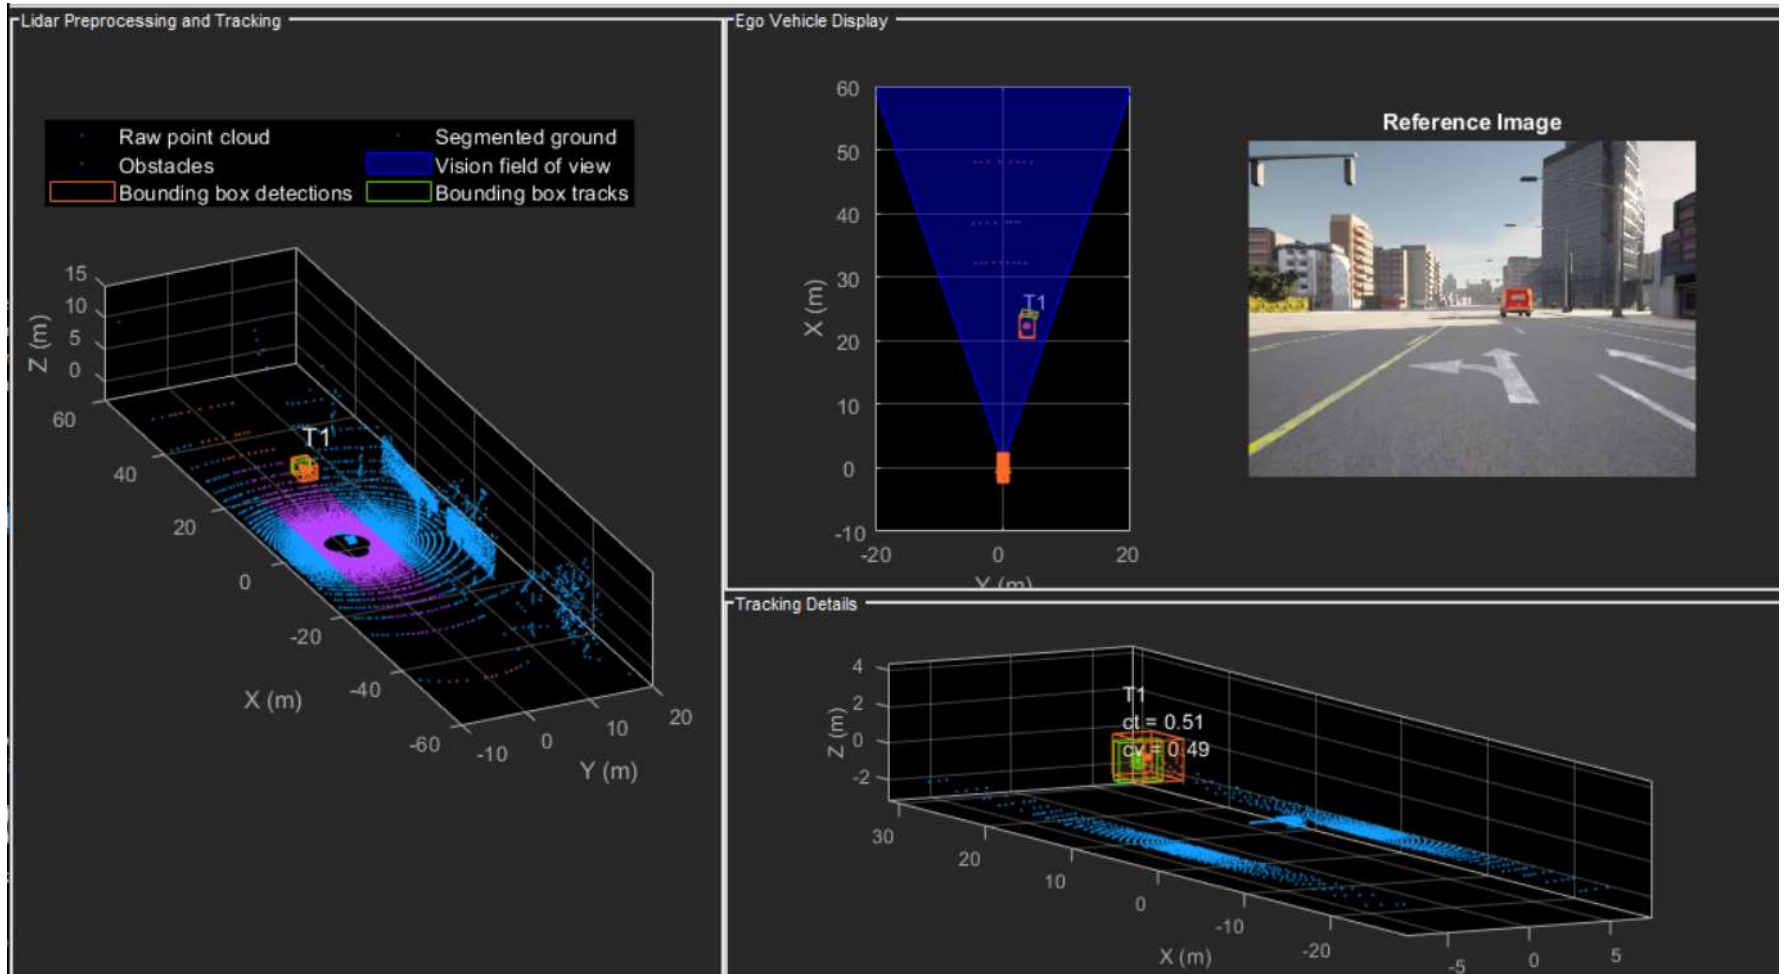 Lidar Preprocessing and Tracking
Raw point cloud
Segmented ground
Obstacles
Vision field of view
Bounding box detections
Bounding box tracks
15
10
5
0
Z (m)
60
40
20
0
-20
-40
-60
X (m)
T1
-10
0
10
20
Y (m)
Ego Vehicle Display
60
50
40
30
20
10
0
-10
X (m)
T1
-20
0
20
Y (m)
Reference Image
Tracking Details
4
2
0
-2
Z (m)
T1
ct = 0.51
cv = 0.49
30
20
10
0
-10
-20
X (m)
-5
0
5